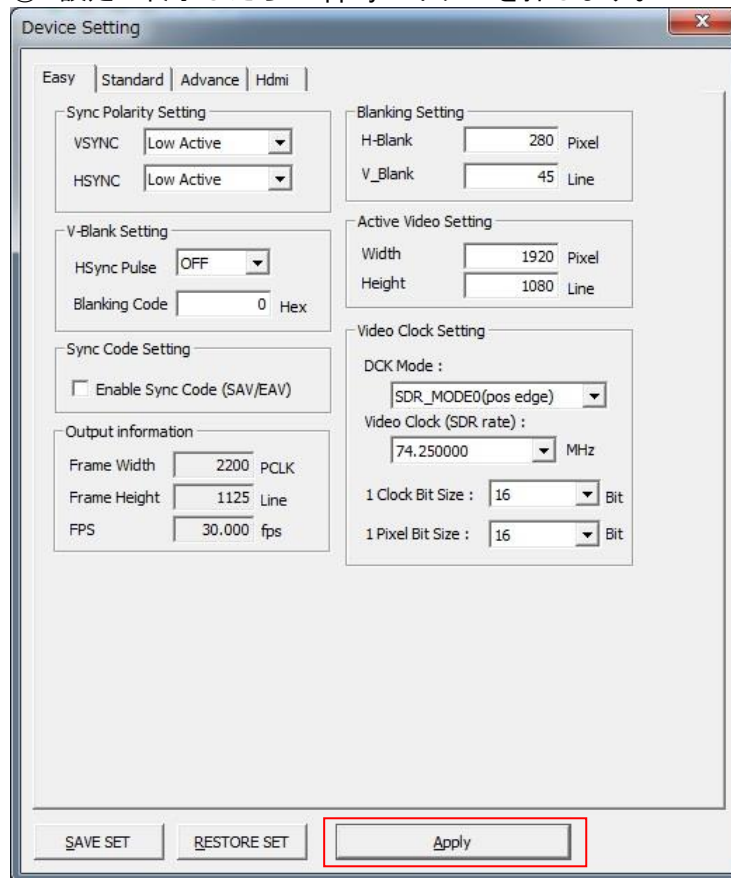 Device Setting
Easy Standard Advance Hdmi
Sync Polarity Setting
VSYNC Low Active
HSYNC Low Active
V-Blank Setting
HSync Pulse OFF
Blanking Code 0 Hex
Sync Code Setting
Enable Sync Code (SAV/EAV)
Output information
Frame Width 2200 PCLK
Frame Height 1125 Line
FPS 30.000 fps
Blanking Setting
H-Blank 280 Pixel
V_Blank 45 Line
Active Video Setting
Width 1920 Pixel
Height 1080 Line
Video Clock Setting
DCK Mode :
SDR_MODE0(pos edge)
Video Clock (SDR rate) :
74.250000 MHz
1 Clock Bit Size : 16 Bit
1 Pixel Bit Size : 16 Bit
SAVE SET RESTORE SET Apply